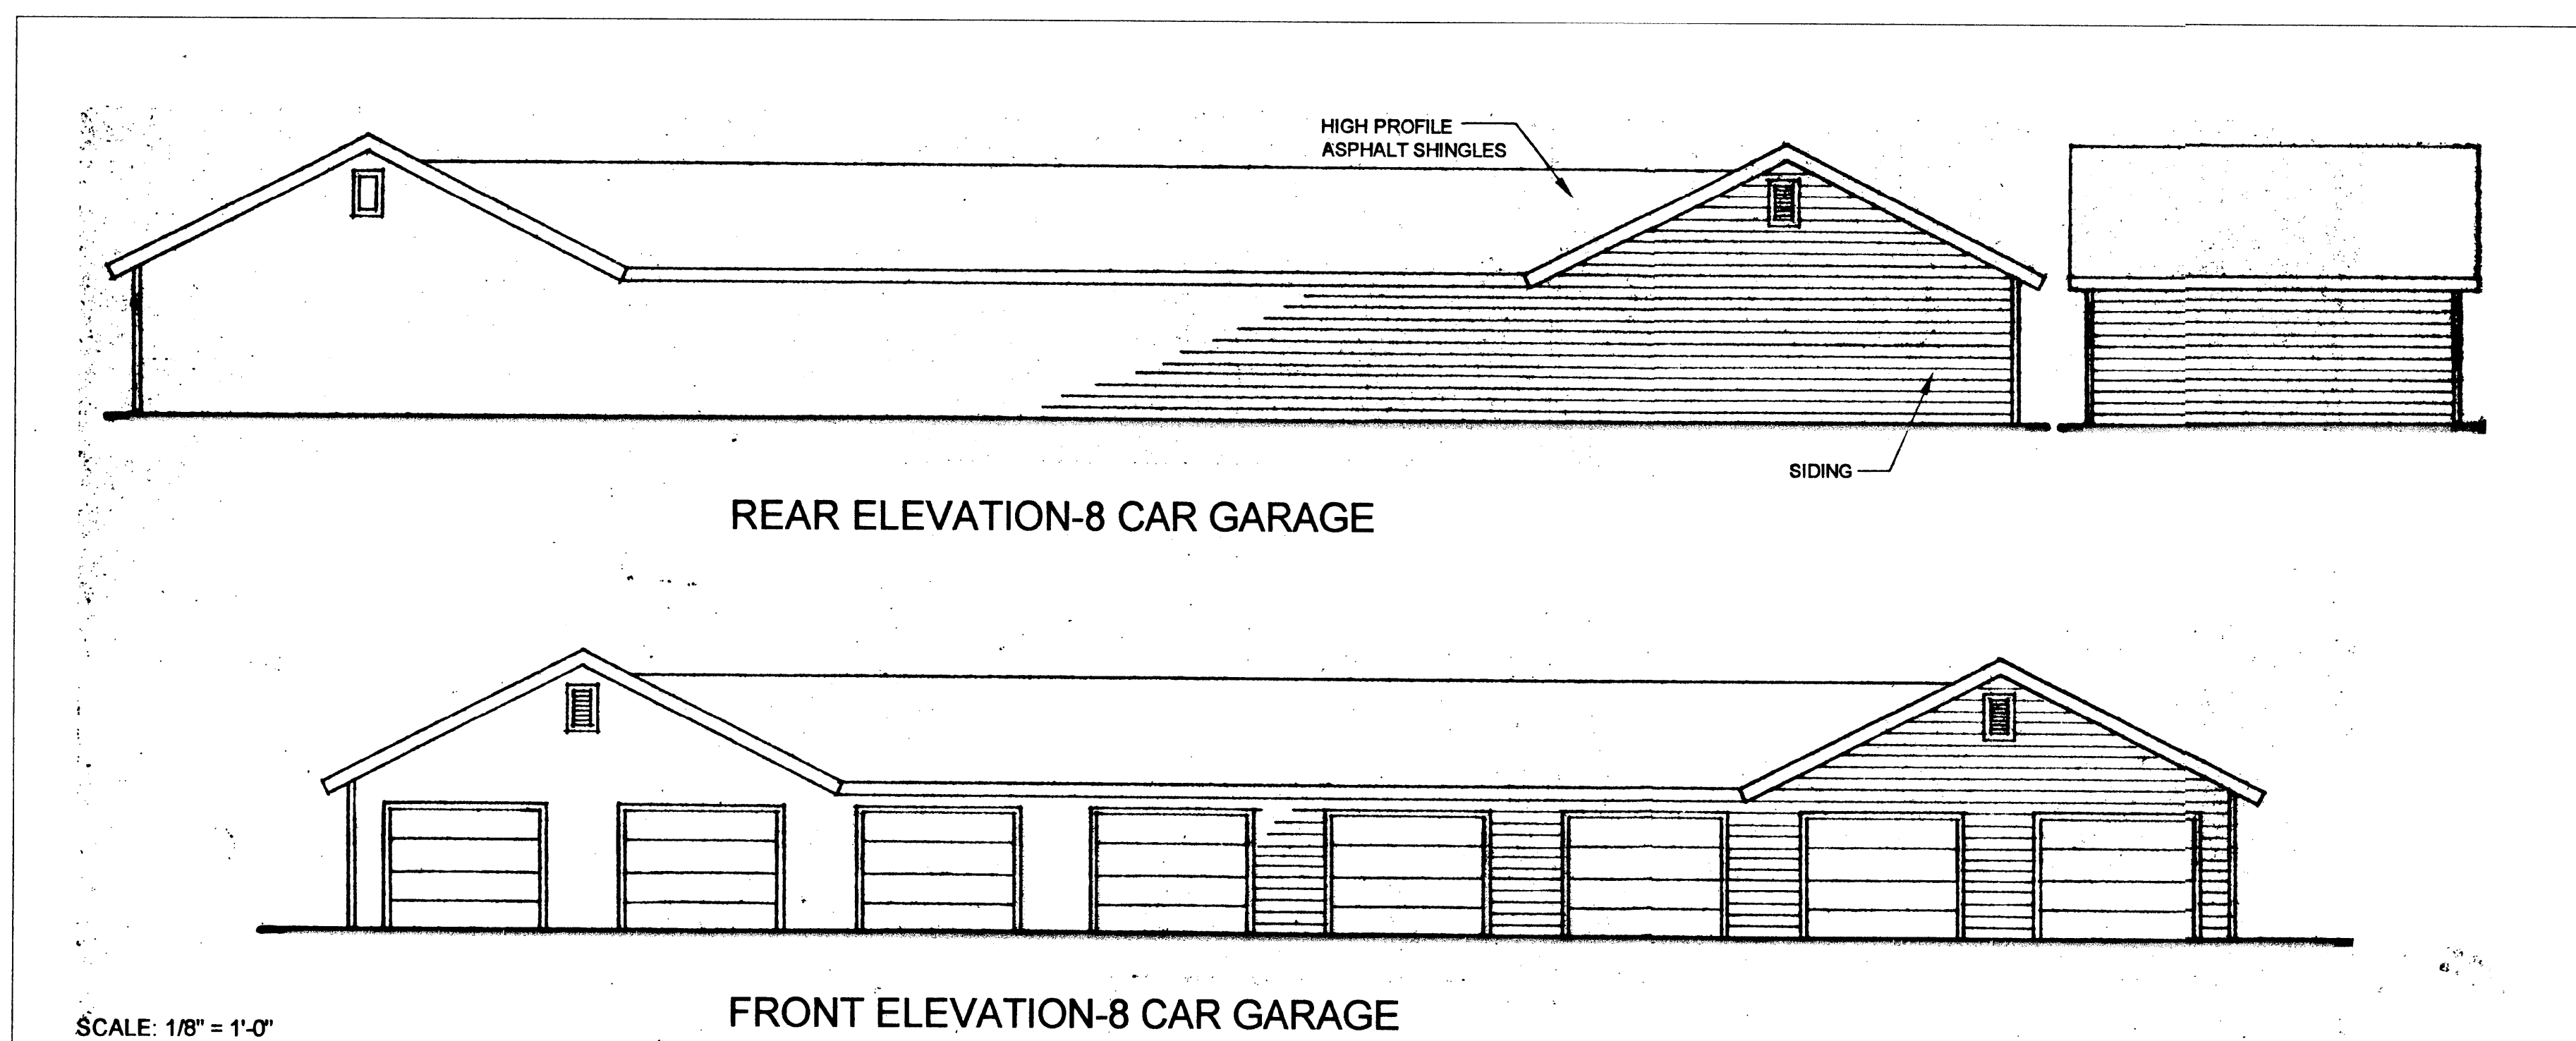 HIGH PROFILE
ASPHALT SHINGLES
SIDING
REAR ELEVATION-8 CAR GARAGE
FRONT ELEVATION-8 CAR GARAGE
SCALE: 1/8" = 1'-0"